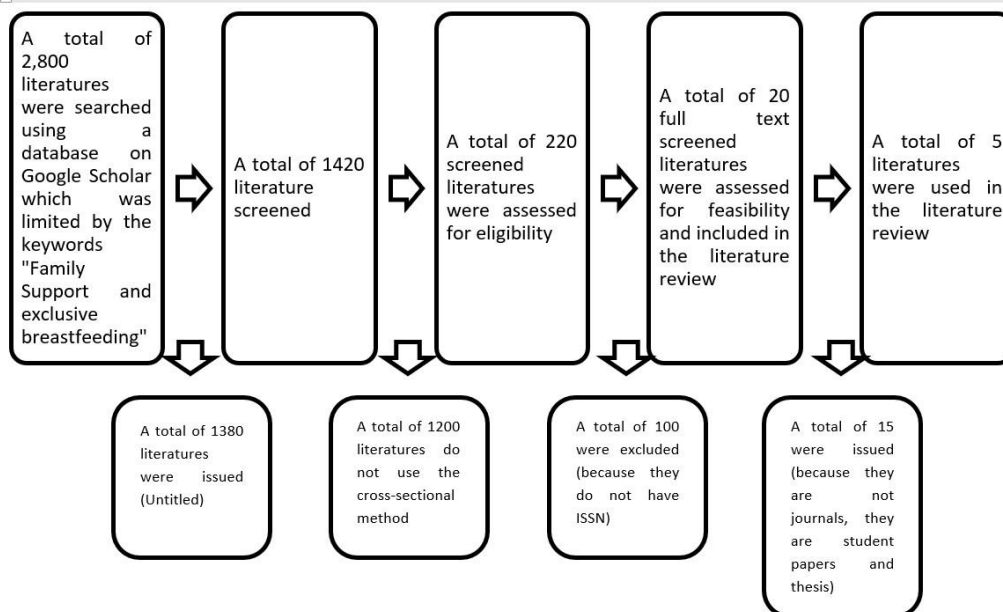 A total of
2,800
literatures
were searched
using a
database on
Google Scholar
which was
limited by the
keywords
"Family
Support and
exclusive
breastfeeding"
A total of 1420
literature
screened
A total of 220
screened
literatures
were assessed
for eligibility
A total of 20
full text
screened
literatures
were assessed
for feasibility
and included in
the literature
review
A total of 5
literatures
were used in
the literature
review
A total of 1380
literatures
were issued
(Untitled)
A total of 1200
literatures do
not use the
cross-sectional
method
A total of 100
were excluded
(because they
do not have
ISSN)
A total of 15
were issued
(because they
are not
journals, they
are student
papers and
thesis)